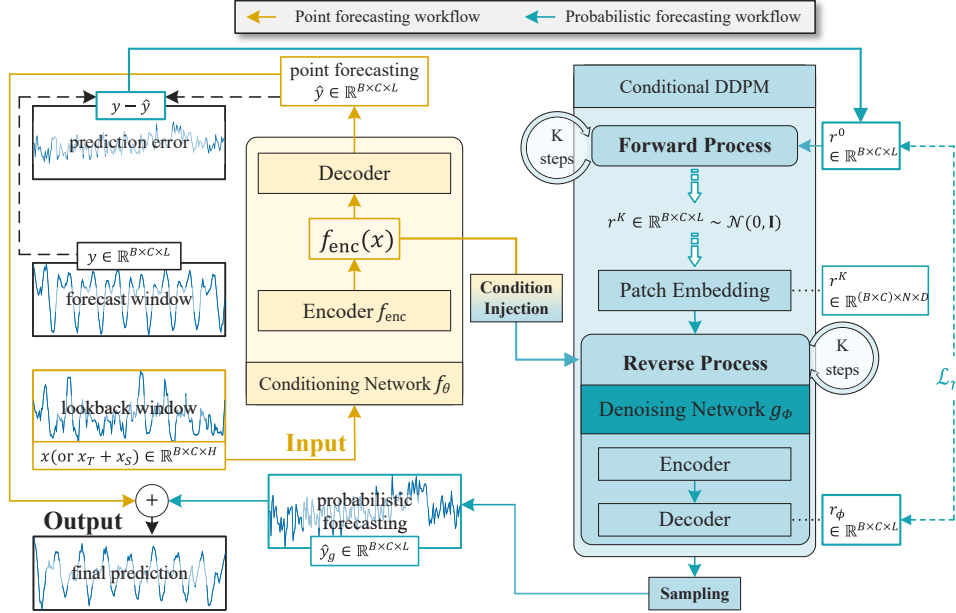 Point forecasting workflow
Probabilistic forecasting workflow
point forecasting
ŷ ∈ ℝ^{B×C×L}
y − ŷ
prediction error
y ∈ ℝ^{B×C×L}
forecast window
lookback window
x(or x_T + x_S) ∈ ℝ^{B×C×H}
Input
Decoder
f_enc(x)
Encoder f_enc
Conditioning Network f_θ
Condition
Injection
Conditional DDPM
K
steps
Forward Process
r^0
∈ ℝ^{B×C×L}
r^K ∈ ℝ^{B×C×L} ~ 𝒩(0, I)
Patch Embedding
r^K
∈ ℝ^{(B×C)×N×D}
Reverse Process
K
steps
Denoising Network g_Φ
Encoder
Decoder
r_ϕ
∈ ℝ^{B×C×L}
Sampling
probabilistic
forecasting
ŷ_g ∈ ℝ^{B×C×L}
+
Output
final prediction